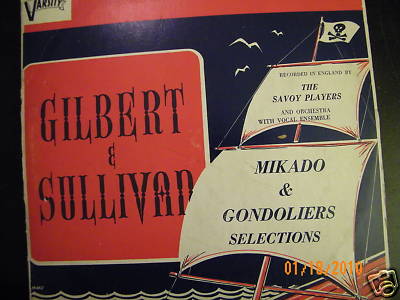 VARSITY
GILBERT
&
SULLIVAN
RECORDED IN ENGLAND BY
THE
SAVOY PLAYERS
AND ORCHESTRA
WITH VOCAL ENSEMBLE
MIKADO
&
GONDOLIERS
SELECTIONS
01/18/2010